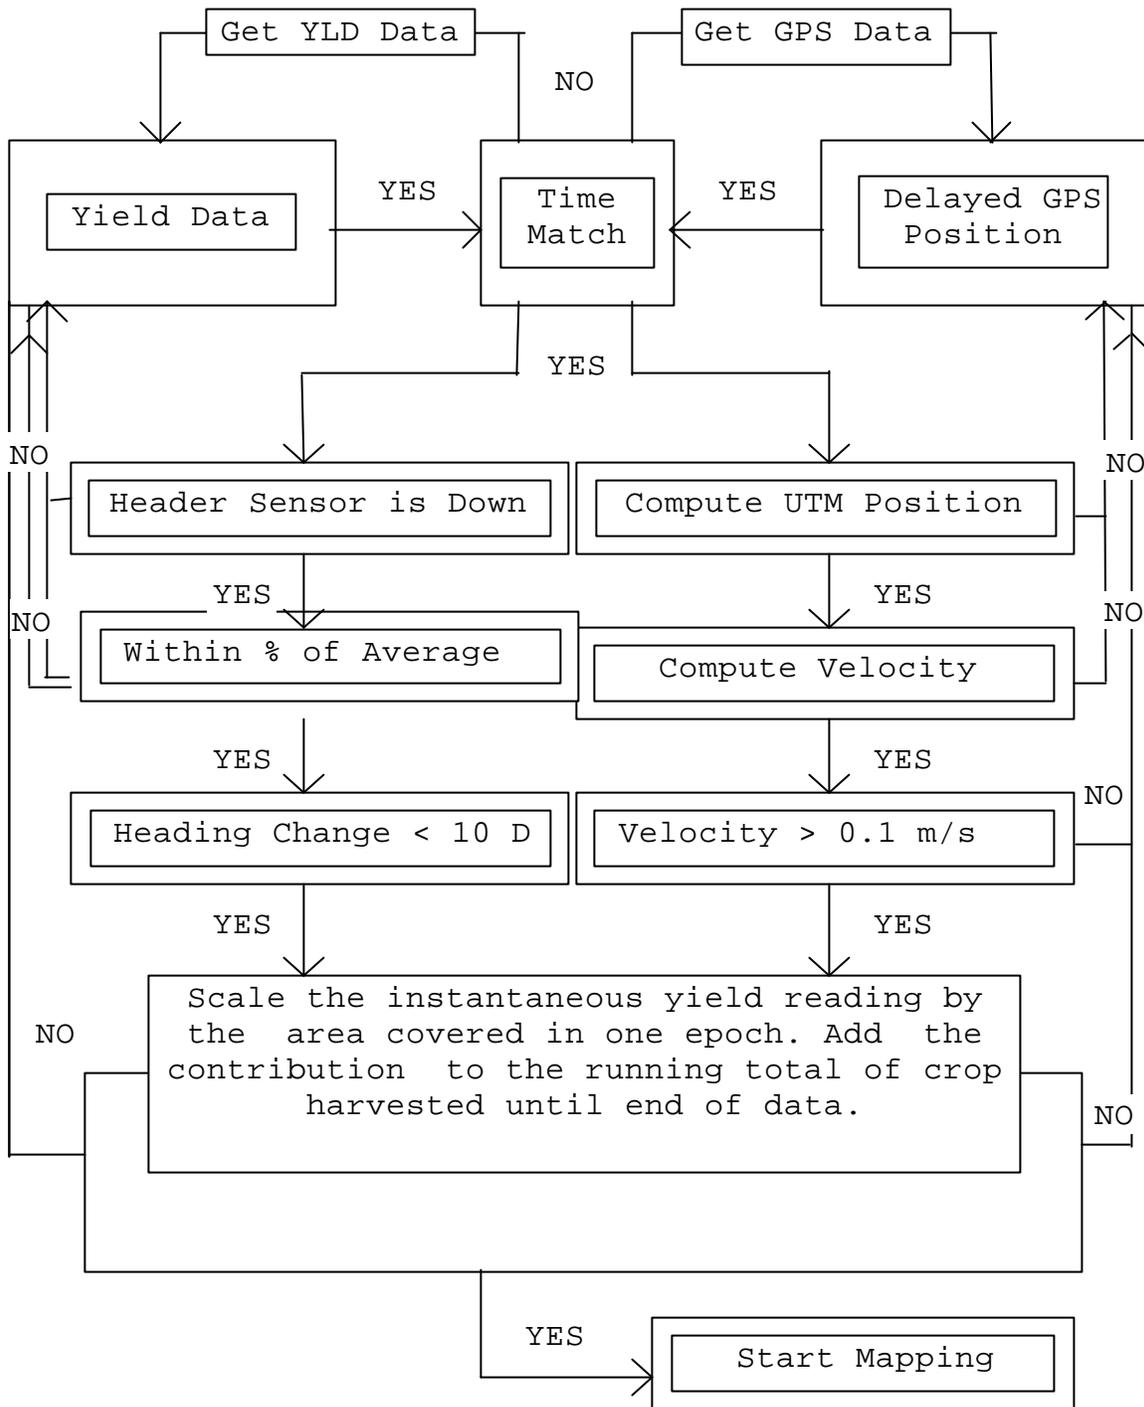 Get YLD Data
Get GPS Data
NO
YES
YES
Yield Data
Time
Match
Delayed GPS
Position
YES
NO
NO
Header Sensor is Down
Compute UTM Position
YES
YES
NO
NO
Within % of Average
Compute Velocity
YES
YES
NO
Heading Change < 10 D
Velocity > 0.1 m/s
YES
YES
Scale the instantaneous yield reading by
the area covered in one epoch. Add the
contribution to the running total of crop
harvested until end of data.
NO
NO
YES
Start Mapping